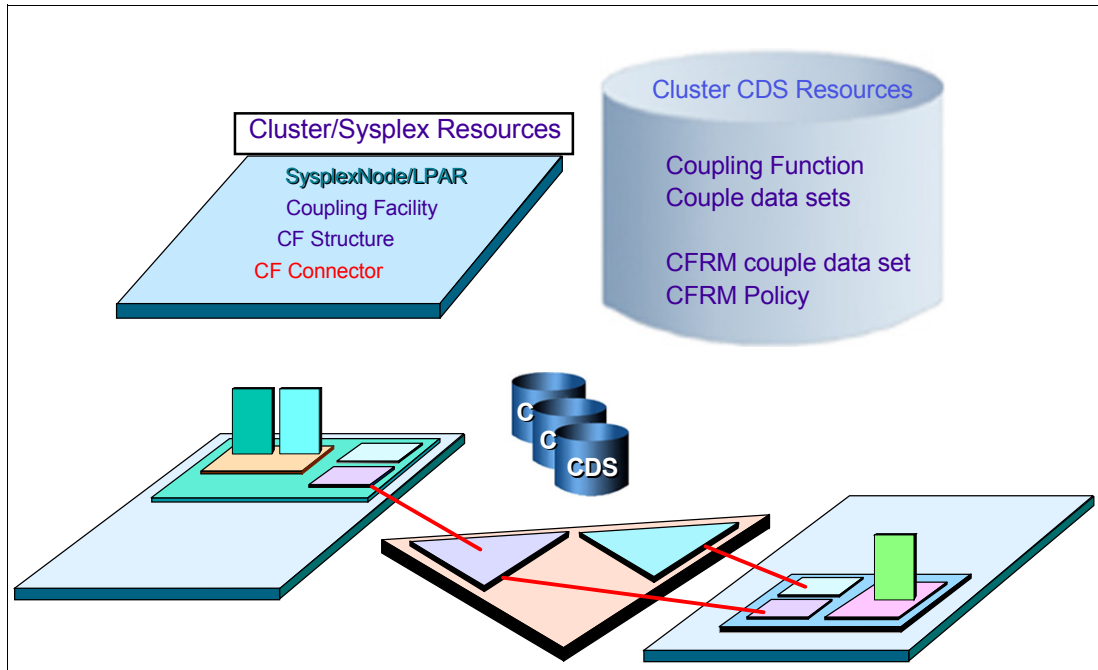 Cluster/Sysplex Resources
SysplexNode/LPAR
Coupling Facility
CF Structure
CF Connector
Cluster CDS Resources
Coupling Function
Couple data sets
CFRM couple data set
CFRM Policy
C
C
CDS